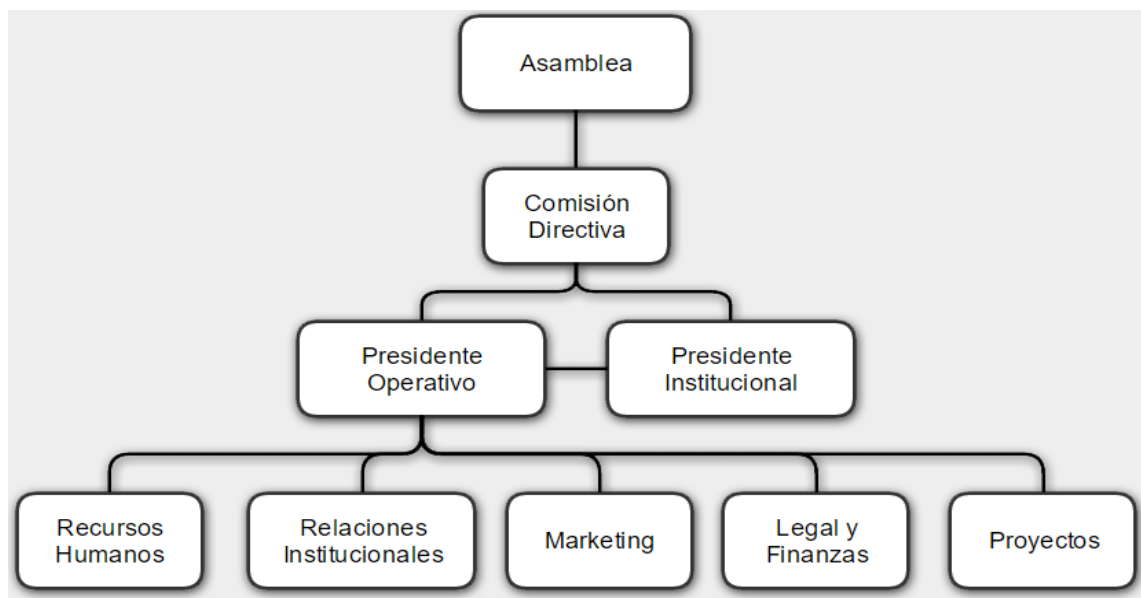 Asamblea
Comisión
Directiva
Presidente
Operativo
Presidente
Institucional
Recursos
Humanos
Relaciones
Institucionales
Marketing
Legal y
Finanzas
Proyectos